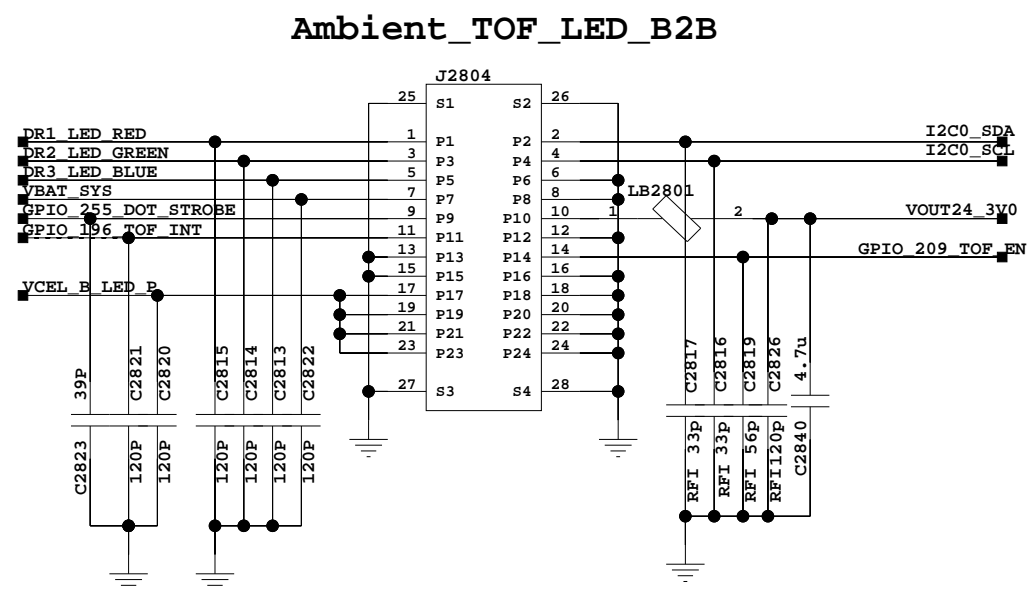 Ambient_TOF_LED_B2B
J2804
25 S1 S2 26
DR1_LED_RED 1 P1 P2 2 I2C0_SDA
DR2_LED_GREEN 3 P3 P4 4 I2C0_SCL
DR3_LED_BLUE 5 P5 P6 6
VBAT_SYS 7 P7 P8 8 LB2801
GPIO_255_DOT_STROBE 9 P9 P10 10 1 2 VOUT24_3V0
GPIO_196_TOF_INT 11 P11 P12 12
13 P13 P14 14 GPIO_209_TOF_EN
15 P15 P16 16
VCEL_B_LED_P 17 P17 P18 18
19 P19 P20 20
21 P21 P22 22
23 P23 P24 24
27 S3 S4 28
39P C2821 C2820 C2815 C2814 C2813 C2822 C2817 C2816 C2819 C2826 4.7u
C2823 120P 120P 120P 120P 120P 120P RFI 33p RFI 33p RFI 56p RFI120p C2840